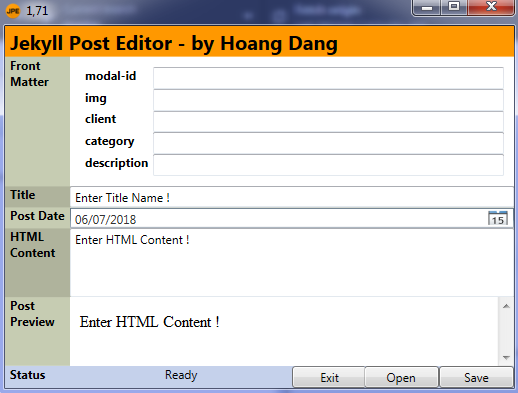 JPE 1,71
Jekyll Post Editor - by Hoang Dang
Front
Matter
modal-id
img
client
category
description
Title Enter Title Name !
Post Date 06/07/2018 15
HTML
Content
Enter HTML Content !
Post
Preview
Enter HTML Content !
Status Ready Exit Open Save